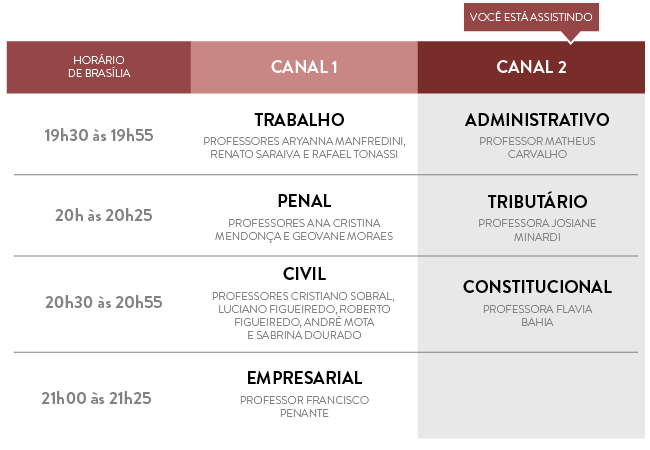 VOCÊ ESTÁ ASSISTINDO
HORÁRIO
DE BRASÍLIA
CANAL 1
CANAL 2
19h30 às 19h55
TRABALHO
PROFESSORES ARYANNA MANFREDINI,
RENATO SARAIVA E RAFAEL TONASSI
ADMINISTRATIVO
PROFESSOR MATHEUS
CARVALHO
20h às 20h25
PENAL
PROFESSORES ANA CRISTINA
MENDONÇA E GEOVANE MORAES
TRIBUTÁRIO
PROFESSORA JOSIANE
MINARDI
20h30 às 20h55
CIVIL
PROFESSORES CRISTIANO SOBRAL,
LUCIANO FIGUEIREDO, ROBERTO
FIGUEIREDO, ANDRÉ MOTA
E SABRINA DOURADO
CONSTITUCIONAL
PROFESSORA FLAVIA
BAHIA
21h00 às 21h25
EMPRESARIAL
PROFESSOR FRANCISCO
PENANTE